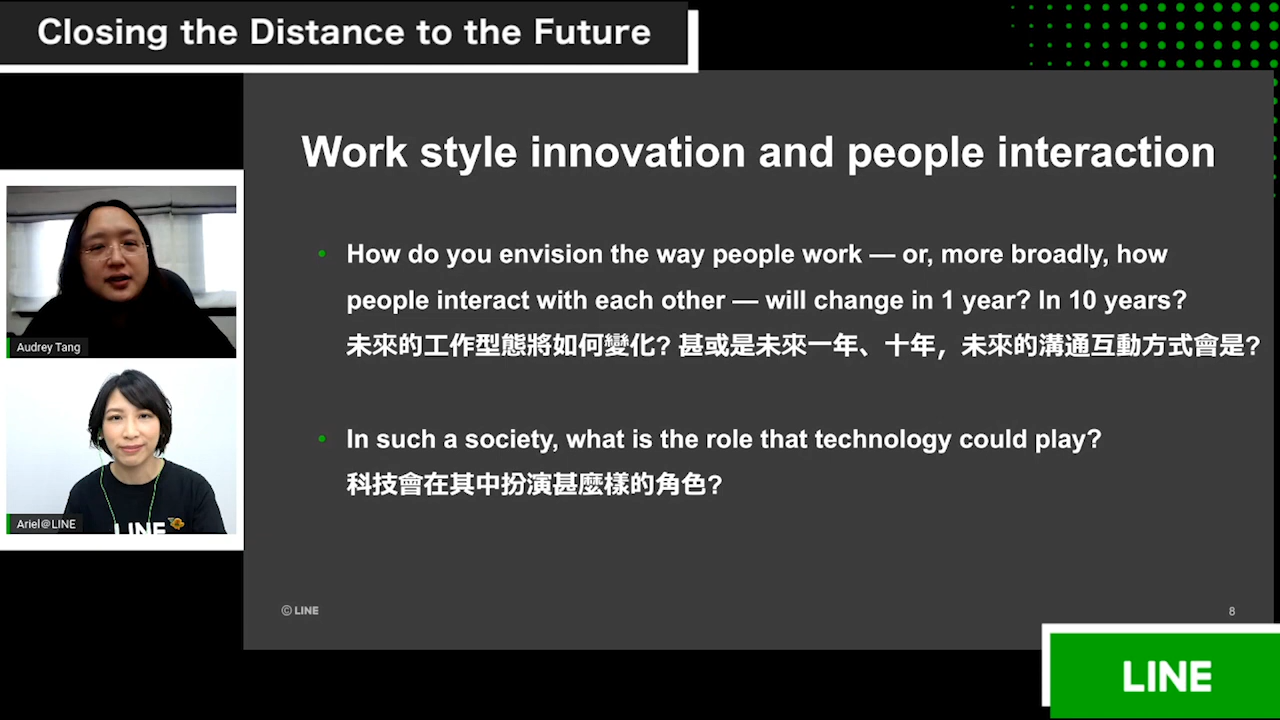 Closing the Distance to the Future
Work style innovation and people interaction
How do you envision the way people work — or, more broadly, how
people interact with each other — will change in 1 year? In 10 years?
未來的工作型態將如何變化? 甚或是未來一年、十年，未來的溝通互動方式會是?
In such a society, what is the role that technology could play?
科技會在其中扮演甚麼樣的角色?
Audrey Tang
LINE
Ariel@LINE
© LINE
8
LINE